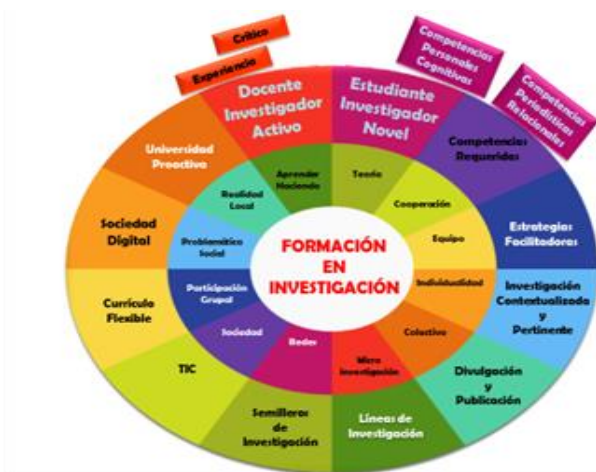 Crítico
Experiencia
Competencias
Personales
Cognitivas
Competencias
Periodísticas
Relacionales
Docente
Investigador
Activo
Estudiante
Investigador
Novel
Competencias
Requeridas
Estrategias
Facilitadoras
Investigación
Contextualizada
y
Pertinente
Divulgación
y
Publicación
Líneas de
Investigación
Semilleros
de
Investigación
TIC
Currículo
Flexible
Sociedad
Digital
Universidad
Proactiva
Aprender
Haciendo
Teoría
Cooperación
Equipo
Individualidad
Colectivo
Micro
Investigación
Redes
Sociedad
Participación
Grupal
Problemática
Social
Realidad
Local
FORMACIÓN
EN
INVESTIGACIÓN